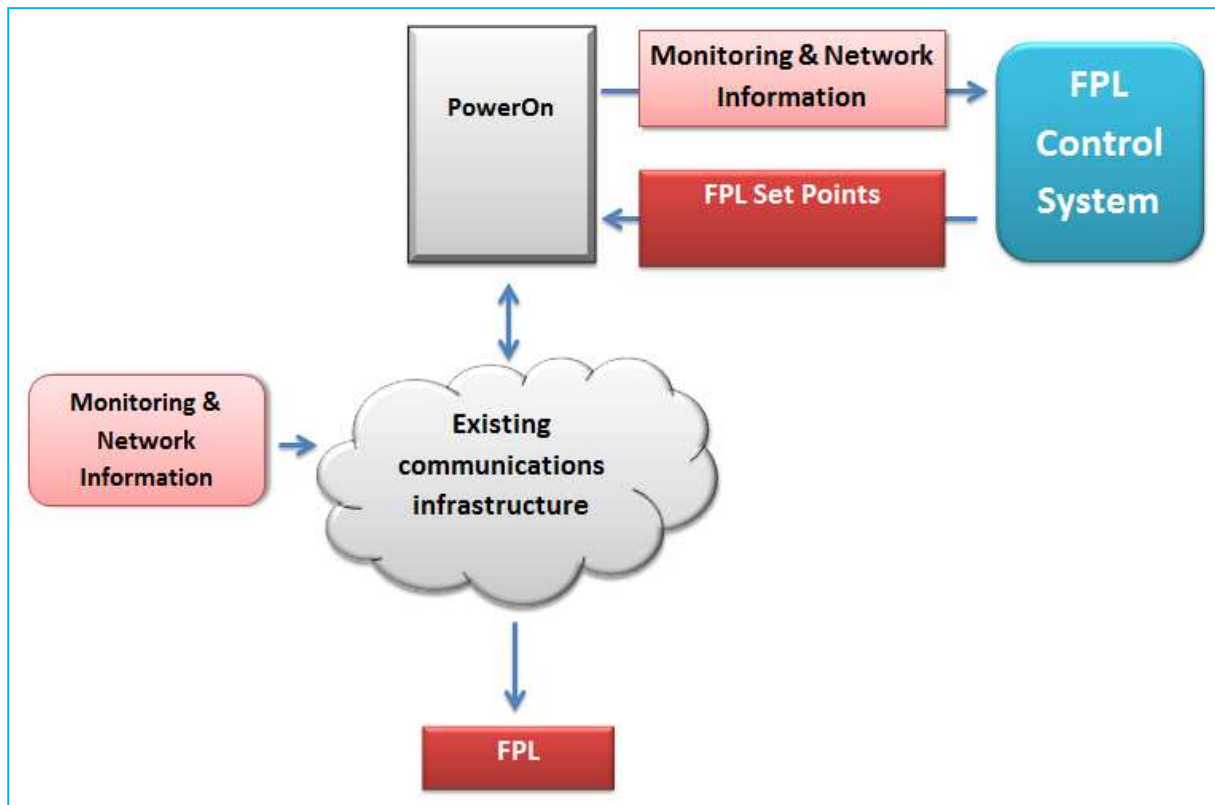 PowerOn
Monitoring & Network
Information
FPL
Control
System
FPL Set Points
Monitoring &
Network
Information
Existing
communications
infrastructure
FPL